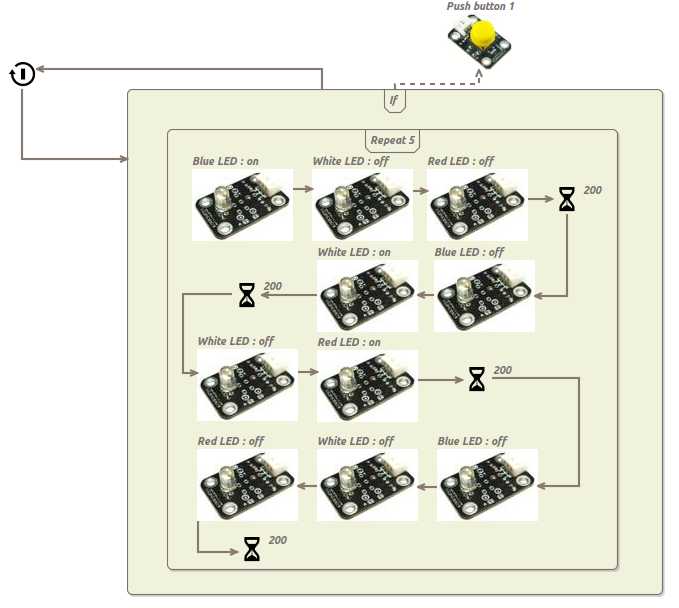 Push button 1
If
Repeat 5
Blue LED : on
White LED : off
Red LED : off
200
White LED : on
Blue LED : off
200
White LED : off
Red LED : on
200
Red LED : off
White LED : off
Blue LED : off
200